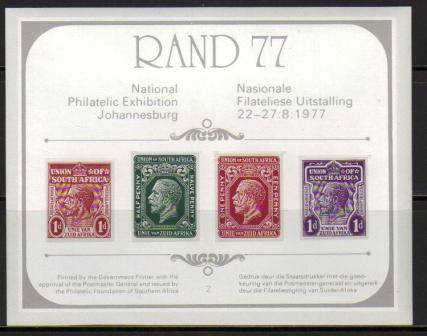 RAND 77
National
Philatelic Exhibition
Johannesburg
Nasionale
Filateliese Uitstalling
22–27:8:1977
UNION OF
SOUTH AFRICA
1d 1d
UNIE VAN
ZUID AFRIKA
UNION OF SOUTH AFRICA
HALF PENNY
HALVE PENNY
UNIE VAN ZUID AFRIKA
UNION OF SOUTH AFRICA
ONE PENNY
EEN PENNY
UNIE VAN ZUID AFRIKA
UNION OF
SOUTH AFRICA
1d 1d
UNIE VAN
ZUID AFRIKA
Printed by the Government Printer with the
approval of the Postmaster General and issued by
the Philatelic Foundation of Southern Africa
2
Gedruk deur die Staatsdrukker met die goed-
keuring van die Posmeester-generaal en uitgereik
deur die Filateliestigting van Suider-Afrika